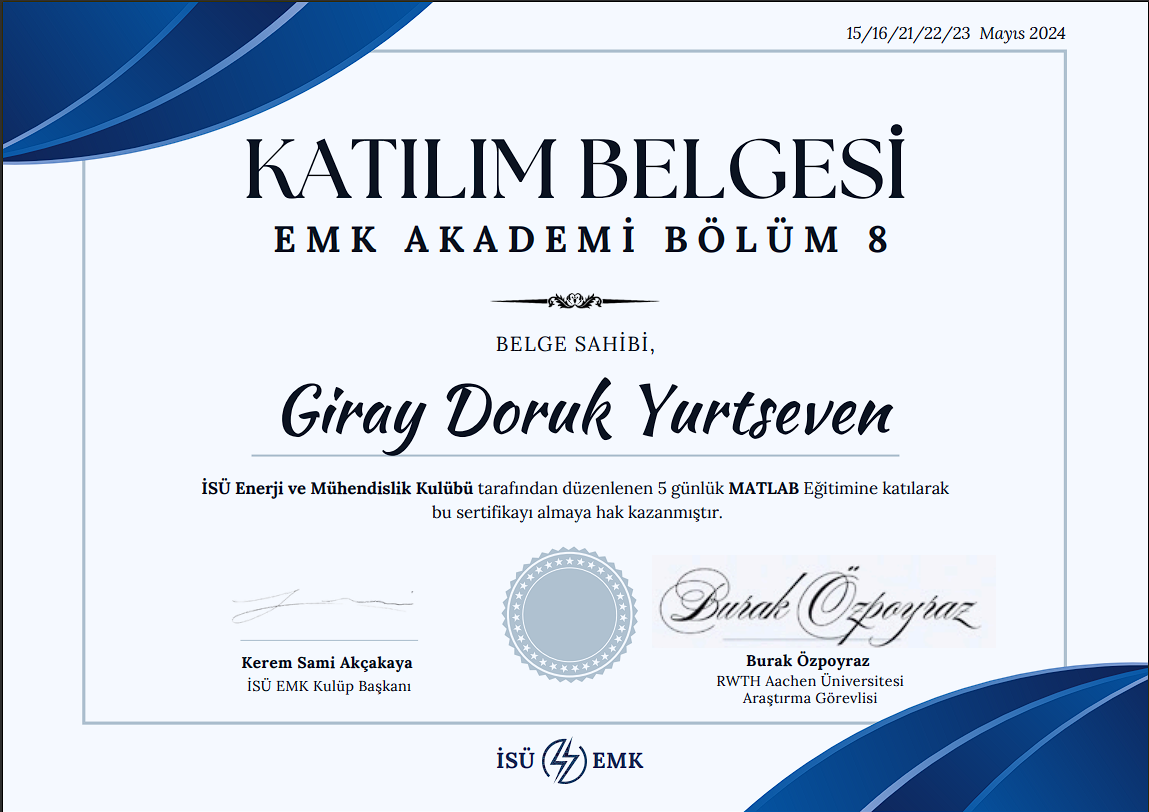 15/16/21/22/23 Mayıs 2024
KATILIM BELGESİ
EMK AKADEMİ BÖLÜM 8
BELGE SAHİBİ,
Giray Doruk Yurtseven
İSÜ Enerji ve Mühendislik Kulübü tarafından düzenlenen 5 günlük MATLAB Eğitimine katılarak
bu sertifikayı almaya hak kazanmıştır.
Burak Özpoyraz
Kerem Sami Akçakaya
İSÜ EMK Kulüp Başkanı
Burak Özpoyraz
RWTH Aachen Üniversitesi
Araştırma Görevlisi
İSÜ EMK